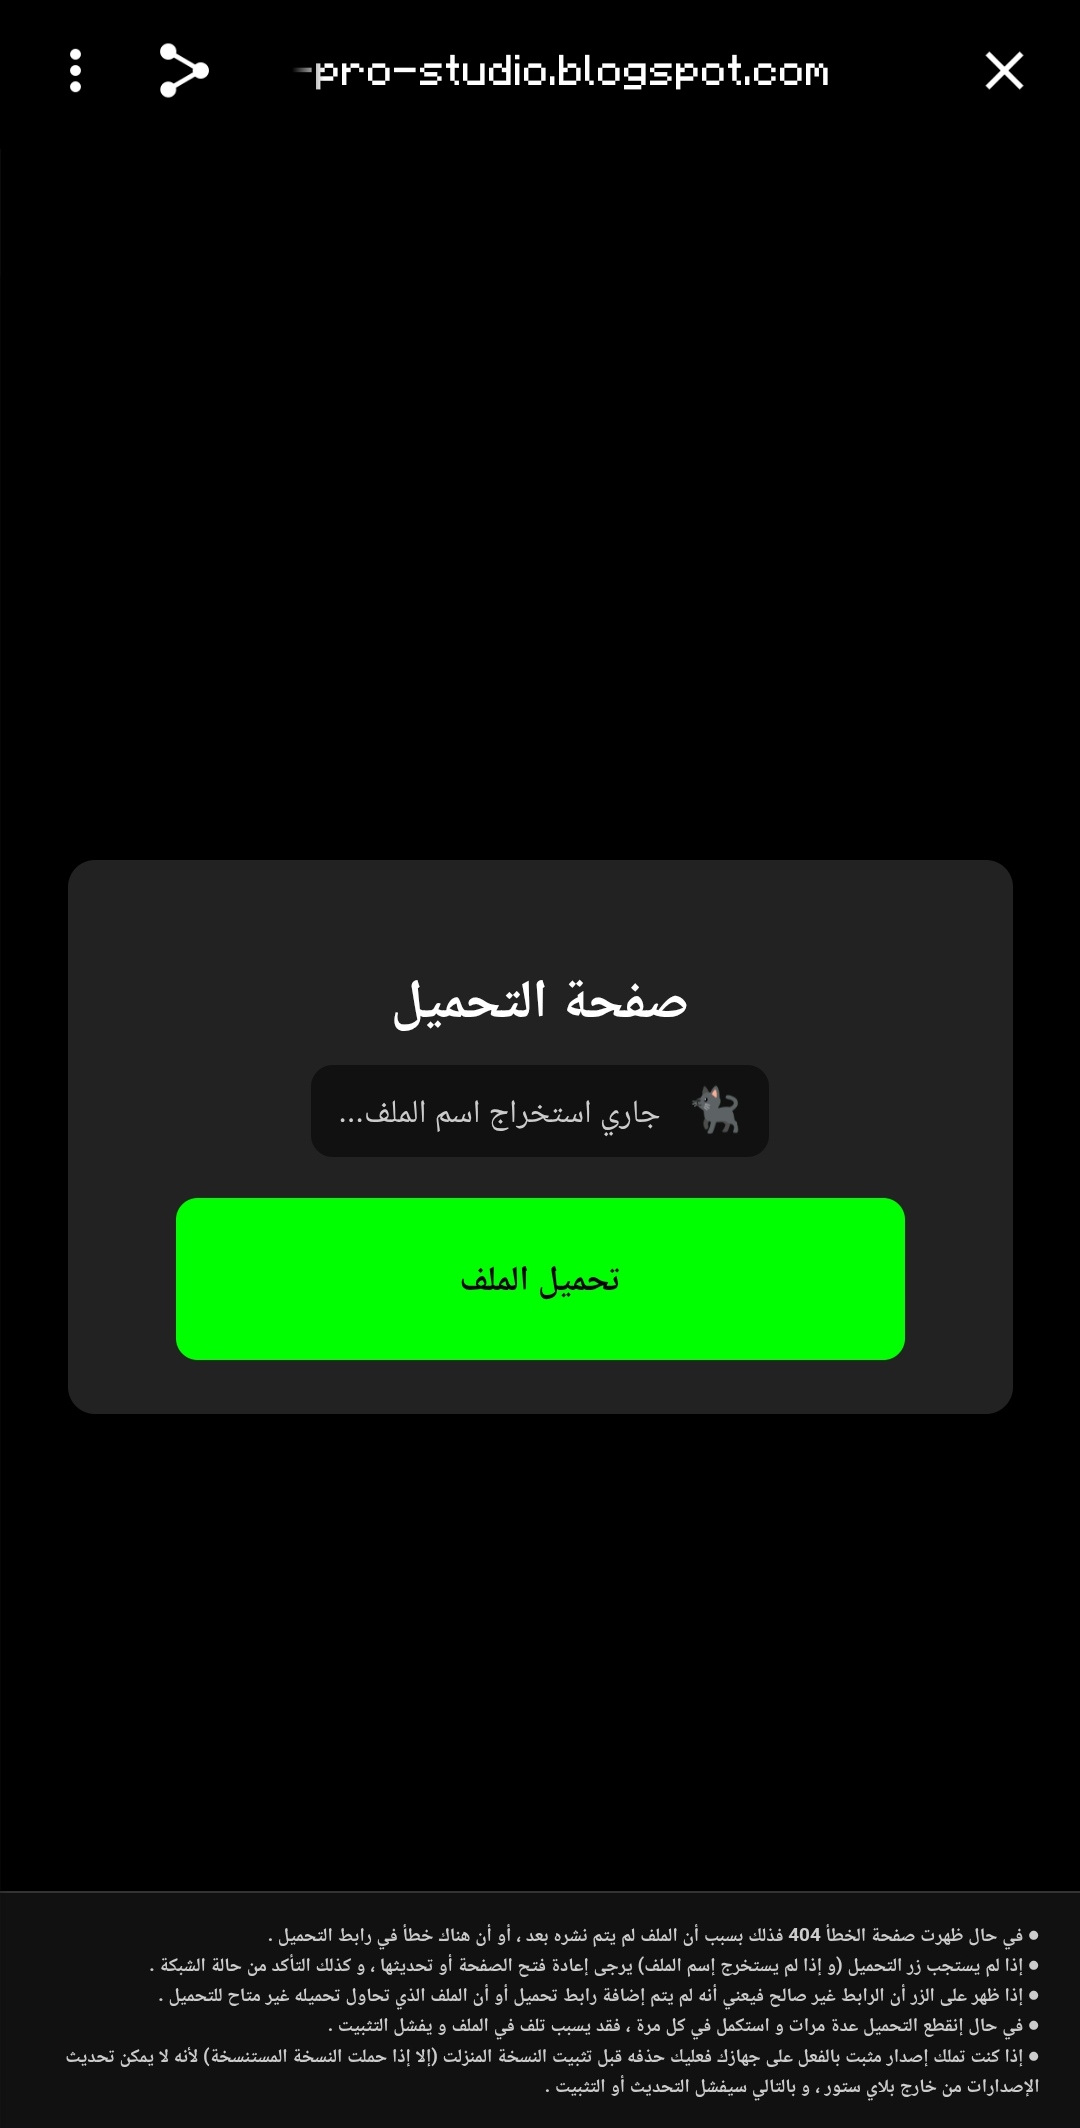 -pro-studio.blogspot.com
صفحة التحميل
جاري استخراج اسم الملف...
تحميل الملف
● في حال ظهرت صفحة الخطأ 404 فذلك بسبب أن الملف لم يتم نشره بعد ، أو أن هناك خطأ في رابط التحميل .
● إذا لم يستجب زر التحميل (و إذا لم يستخرج إسم الملف) يرجى إعادة فتح الصفحة أو تحديثها ، و كذلك التأكد من حالة الشبكة .
● إذا ظهر على الزر أن الرابط غير صالح فيعني أنه لم يتم إضافة رابط تحميل أو أن الملف الذي تحاول تحميله غير متاح للتحميل .
● في حال إنقطع التحميل عدة مرات و استكمل في كل مرة ، فقد يسبب تلف في الملف و يفشل التثبيت .
● إذا كنت تملك إصدار مثبت بالفعل على جهازك فعليك حذفه قبل تثبيت النسخة المنزلت (إلا إذا حملت النسخة المستنسخة) لأنه لا يمكن تحديث
الإصدارات من خارج بلاي ستور ، و بالتالي سيفشل التحديث أو التثبيت .